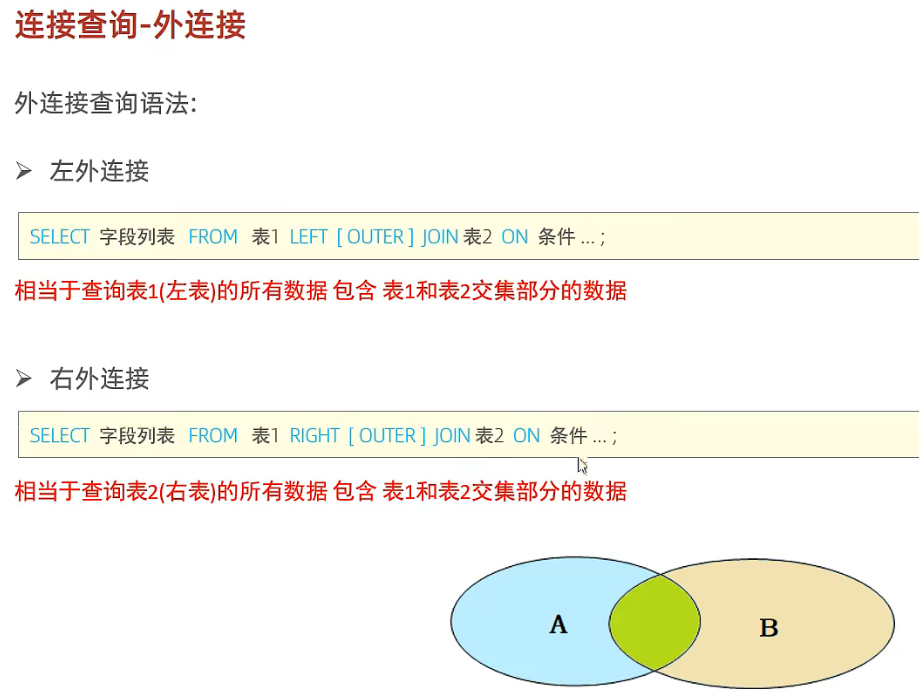 连接查询-外连接
外连接查询语法:
左外连接
SELECT 字段列表 FROM 表1 LEFT [ OUTER ] JOIN 表2 ON 条件 ... ;
相当于查询表1(左表)的所有数据 包含 表1和表2交集部分的数据
右外连接
SELECT 字段列表 FROM 表1 RIGHT [ OUTER ] JOIN 表2 ON 条件 ... ;
相当于查询表2(右表)的所有数据 包含 表1和表2交集部分的数据
A B